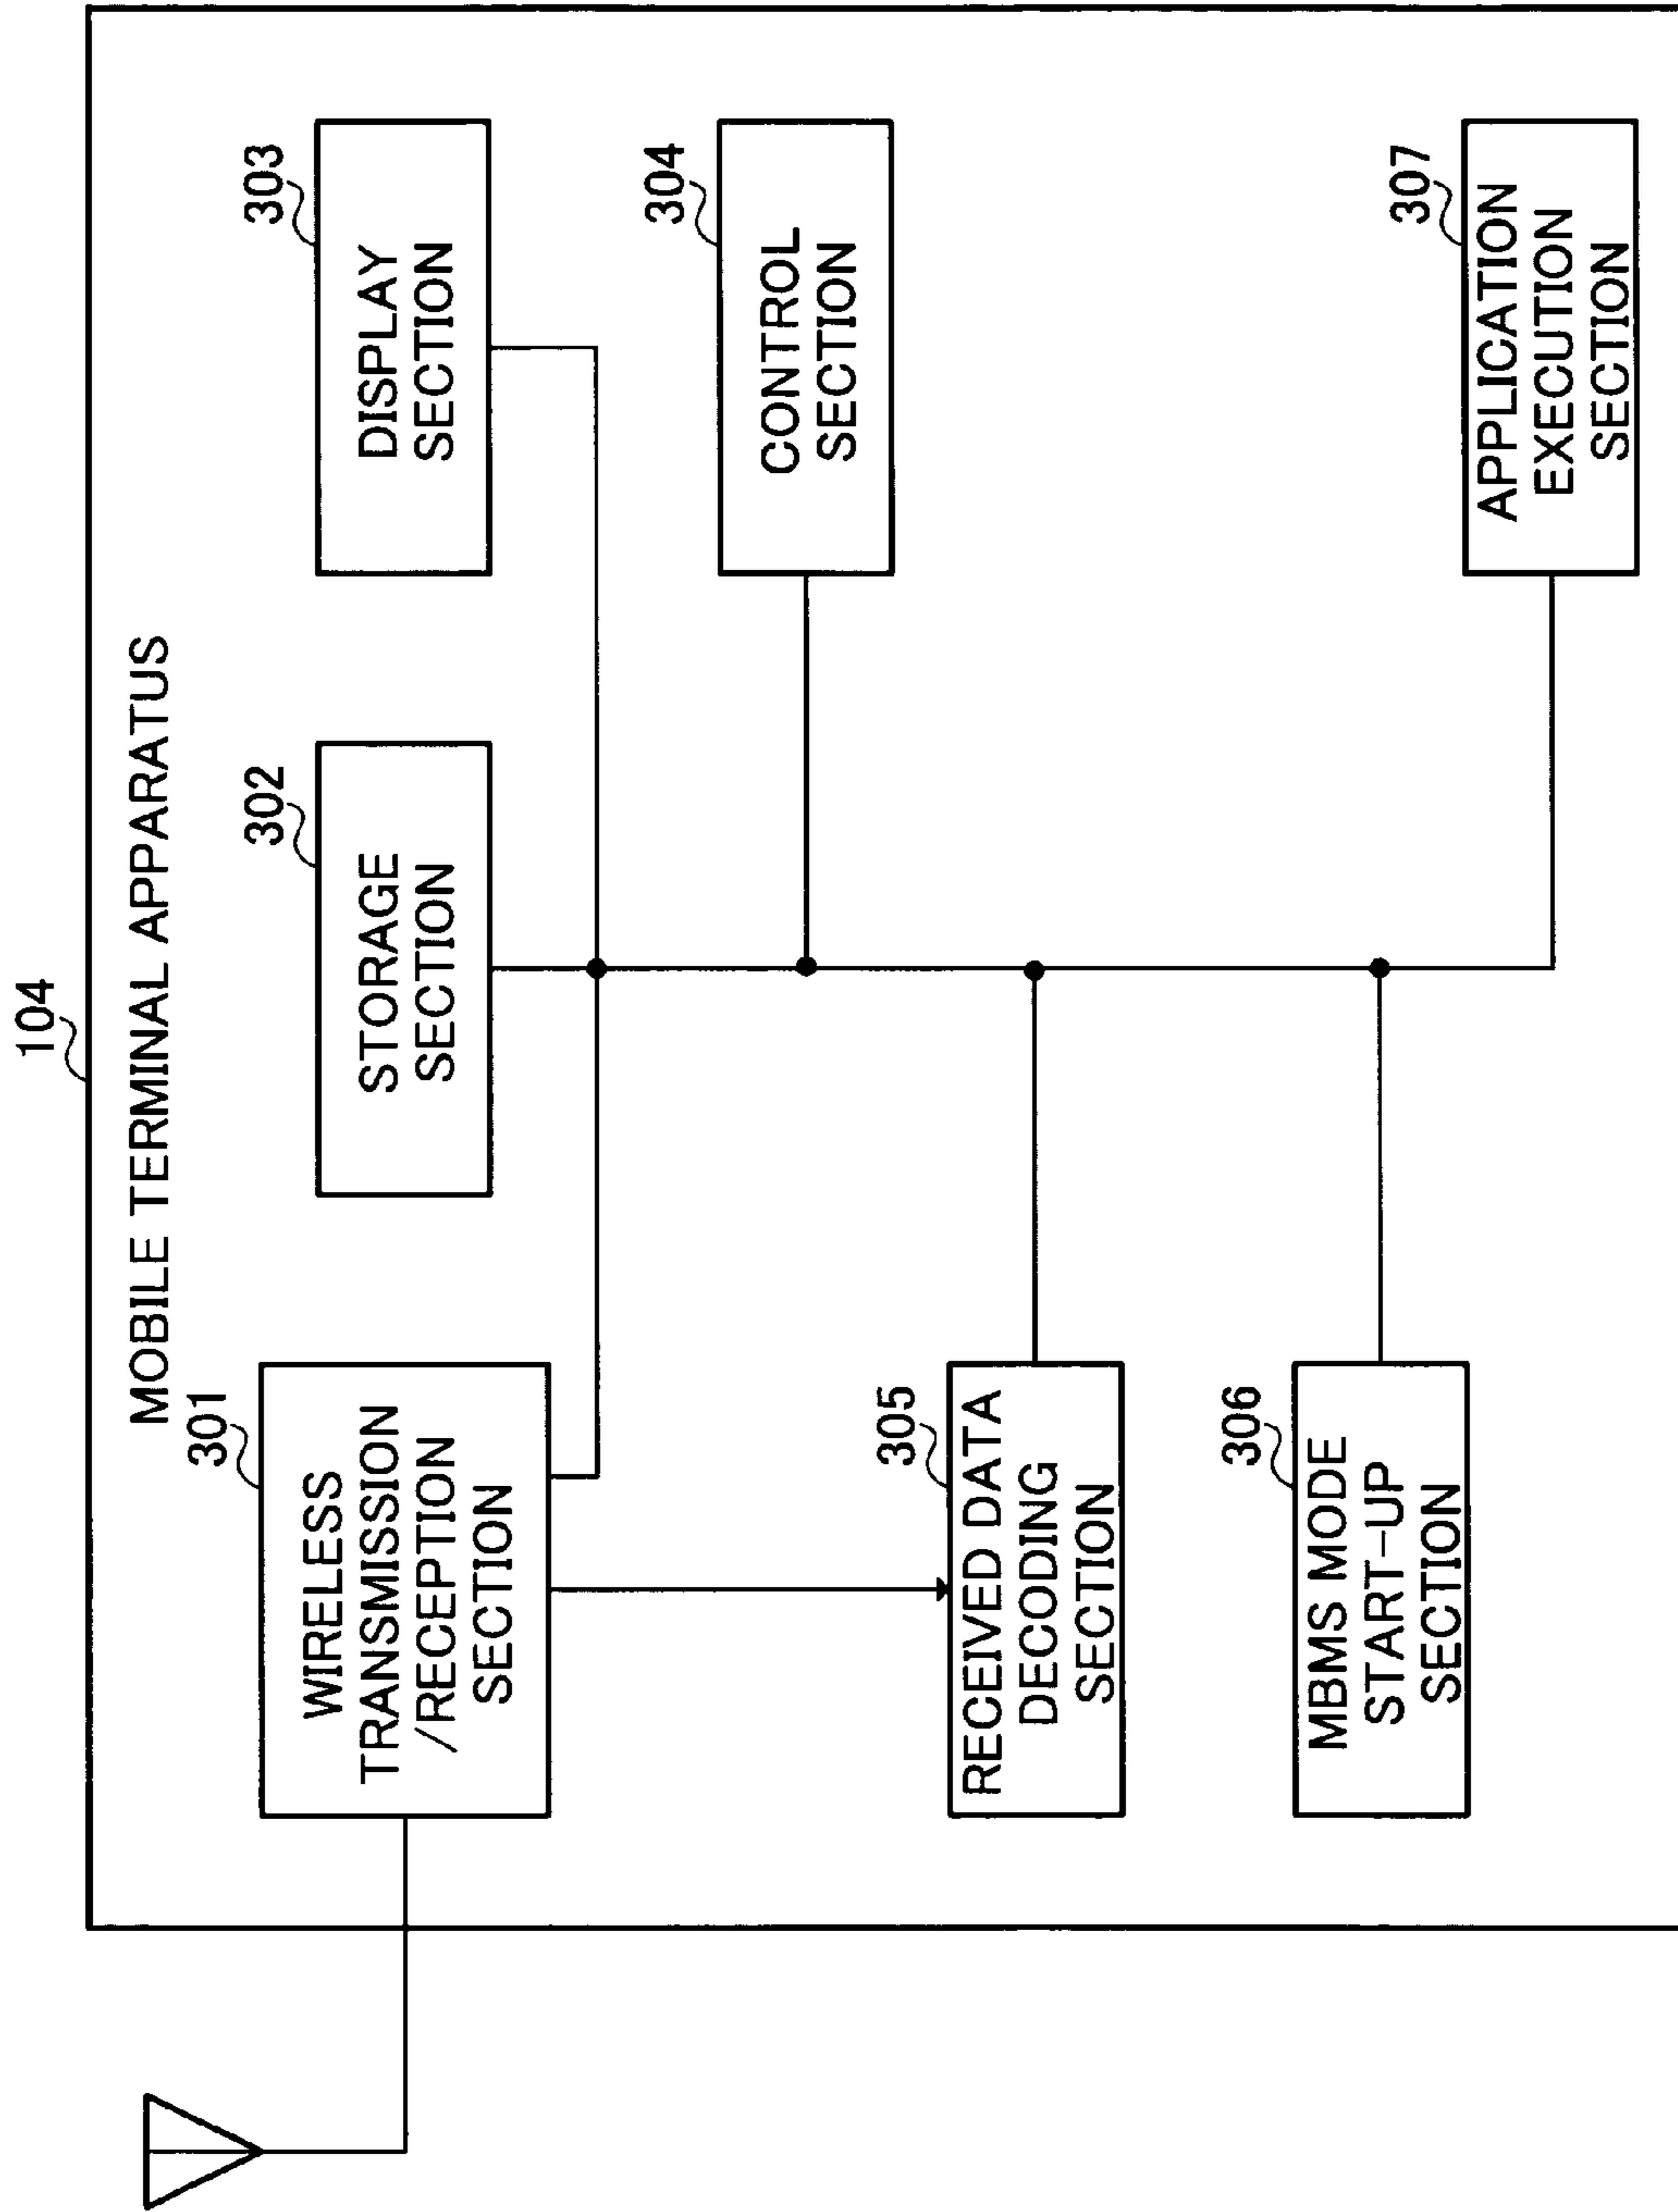 104
MOBILE TERMINAL APPARATUS
301
WIRELESS
TRANSMISSION
/RECEPTION
SECTION
302
STORAGE
SECTION
303
DISPLAY
SECTION
304
CONTROL
SECTION
305
RECEIVED DATA
DECODING
SECTION
306
MBMS MODE
START-UP
SECTION
307
APPLICATION
EXECUTION
SECTION